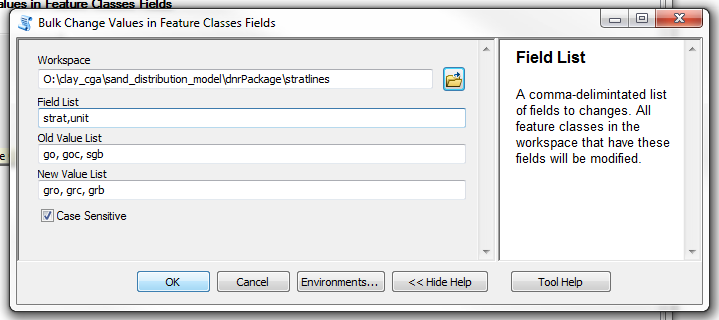 alues in Feature Classes Fields
Bulk Change Values in Feature Classes Fields
Workspace
O:\clay_cga\sand_distribution_model\dnrPackage\stratlines
Field List
strat,unit
Old Value List
go, goc, sgb
New Value List
gro, grc, grb
Case Sensitive
OK
Cancel
Environments...
<< Hide Help
Tool Help
Field List
A comma-delimintated list
of fields to changes. All
feature classes in the
workspace that have these
fields will be modified.